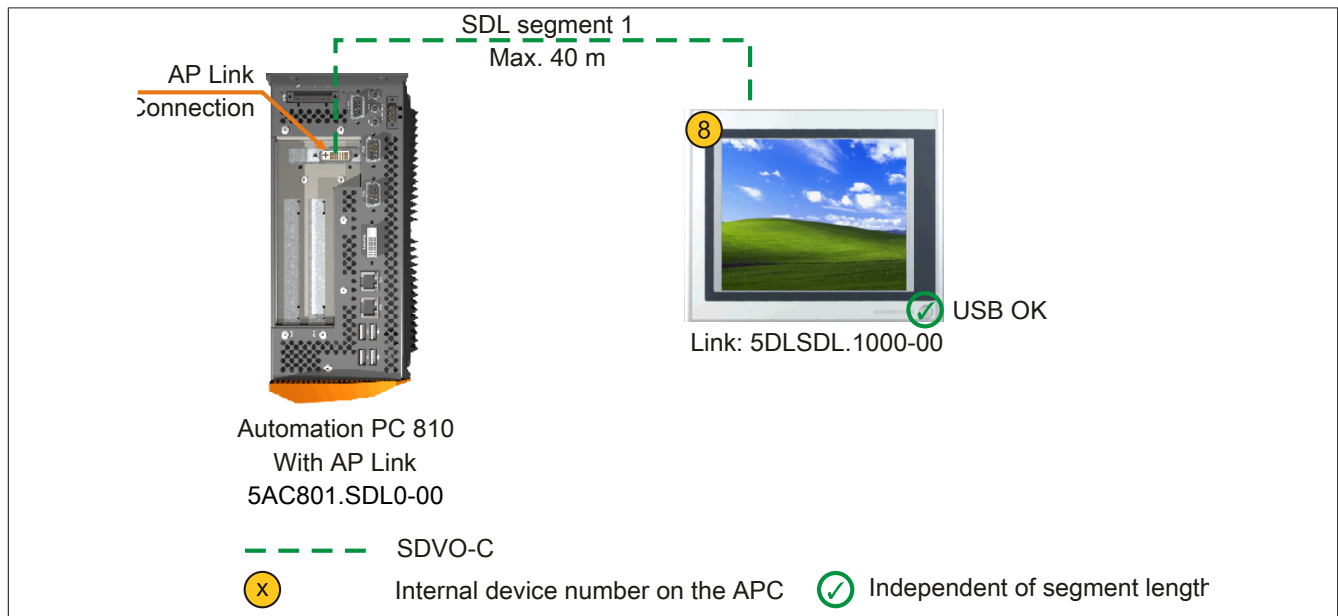 SDL segment 1
Max. 40 m
AP Link
Connection
8
USB OK
Link: 5DLSDL.1000-00
Automation PC 810
With AP Link
5AC801.SDL0-00
SDVO-C
x
Internal device number on the APC
Independent of segment length